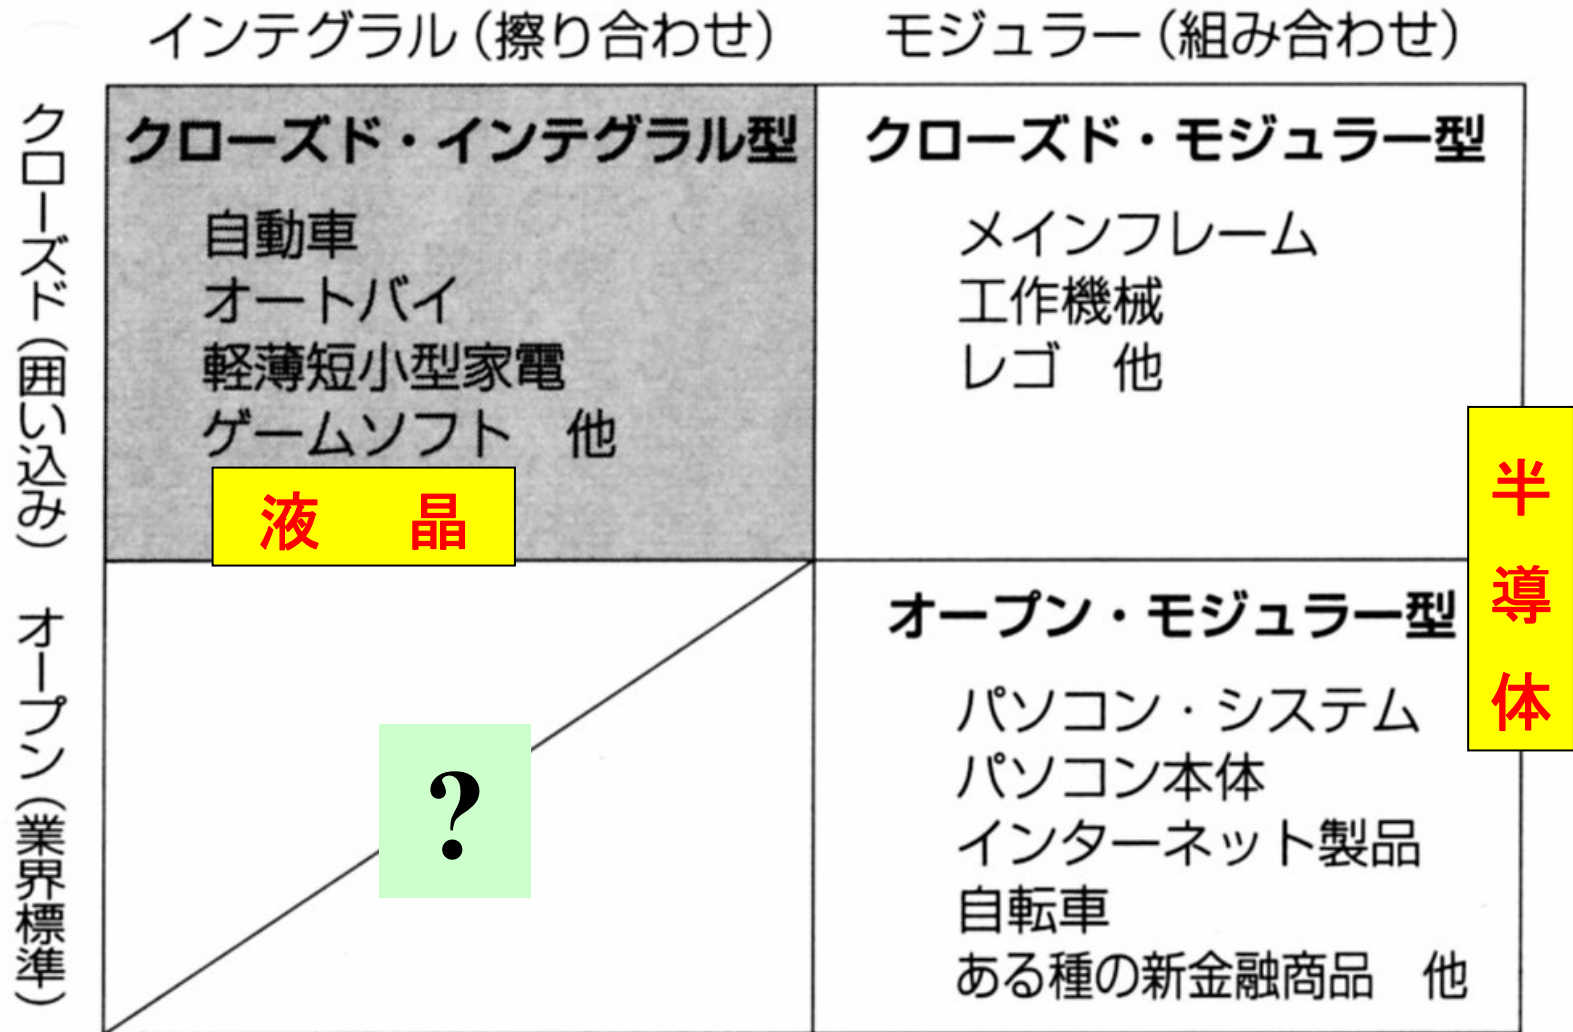 インテグラル（擦り合わせ）
モジュラー（組み合わせ）
クローズド（囲い込み）
クローズド・インテグラル型
自動車
オートバイ
軽薄短小型家電
ゲームソフト　他
液　晶
クローズド・モジュラー型
メインフレーム
工作機械
レゴ　他
半導体
オープン（業界標準）
?
オープン・モジュラー型
パソコン・システム
パソコン本体
インターネット製品
自転車
ある種の新金融商品　他